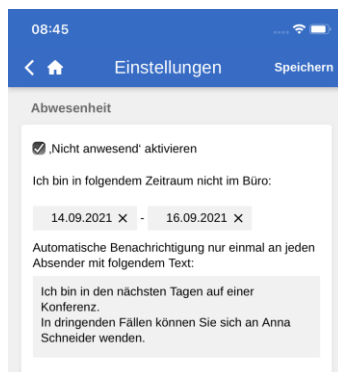 08:45
Einstellungen
Speichern
Abwesenheit
‚Nicht anwesend‘ aktivieren
Ich bin in folgendem Zeitraum nicht im Büro:
14.09.2021 × - 16.09.2021 ×
Automatische Benachrichtigung nur einmal an jeden
Absender mit folgendem Text:
Ich bin in den nächsten Tagen auf einer
Konferenz.
In dringenden Fällen können Sie sich an Anna
Schneider wenden.